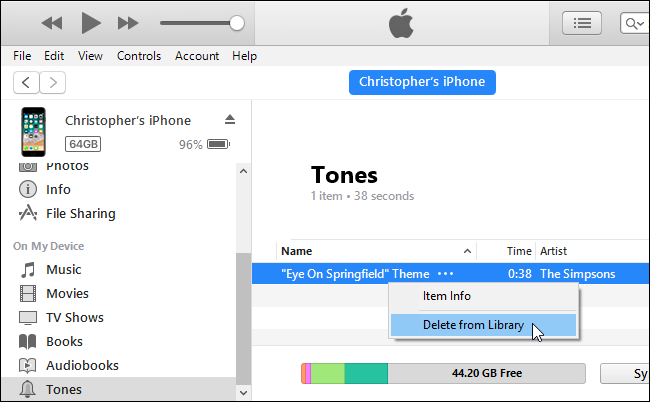 File Edit View Controls Account Help
Christopher's iPhone
Christopher's iPhone
64GB 96%
Photos
Info
File Sharing
On My Device
Music
Movies
TV Shows
Books
Audiobooks
Tones
Tones
1 item • 38 seconds
Name Time Artist
"Eye On Springfield" Theme ••• 0:38 The Simpsons
Item Info
Delete from Library
44.20 GB Free